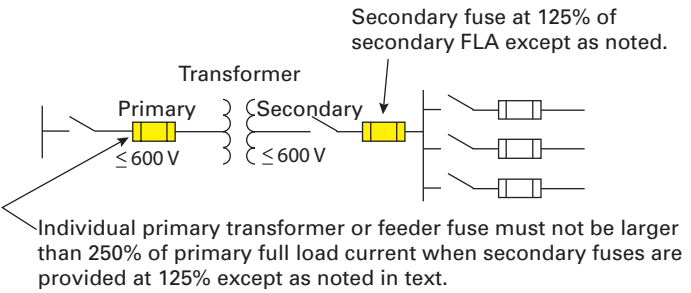 Secondary fuse at 125% of
secondary FLA except as noted.
Transformer
Primary
Secondary
≤ 600 V
≤ 600 V
Individual primary transformer or feeder fuse must not be larger
than 250% of primary full load current when secondary fuses are
provided at 125% except as noted in text.